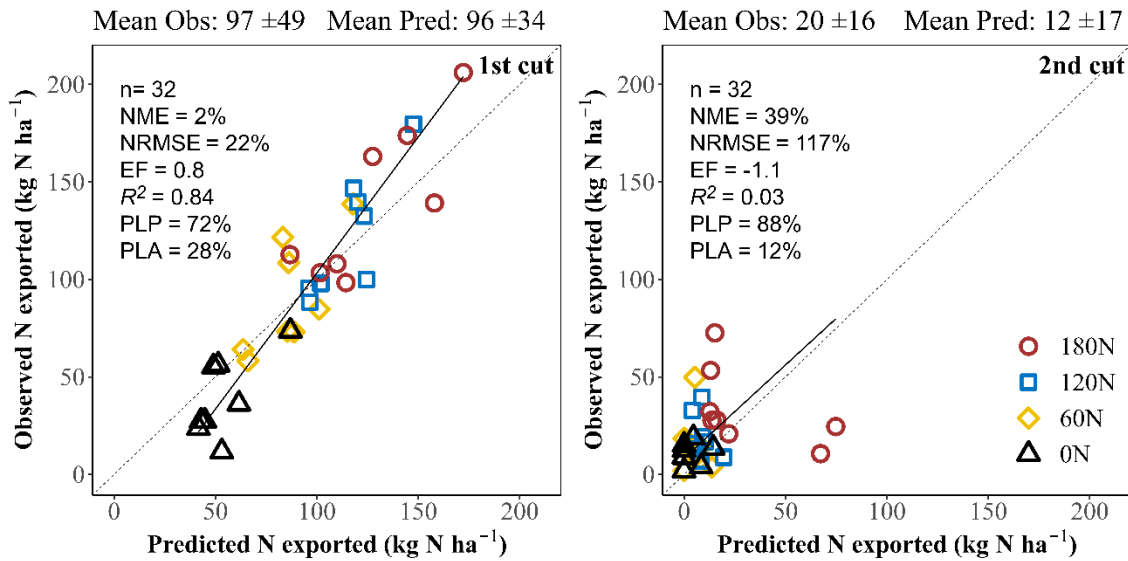 Mean Obs: 97 ±49 Mean Pred: 96 ±34
1st cut
n= 32
NME = 2%
NRMSE = 22%
EF = 0.8
R² = 0.84
PLP = 72%
PLA = 28%
Observed N exported (kg N ha⁻¹)
200
150
100
50
0
0 50 100 150 200
Predicted N exported (kg N ha⁻¹)
Mean Obs: 20 ±16 Mean Pred: 12 ±17
2nd cut
n = 32
NME = 39%
NRMSE = 117%
EF = -1.1
R² = 0.03
PLP = 88%
PLA = 12%
180N
120N
60N
0N
Observed N exported (kg N ha⁻¹)
200
150
100
50
0
0 50 100 150 200
Predicted N exported (kg N ha⁻¹)